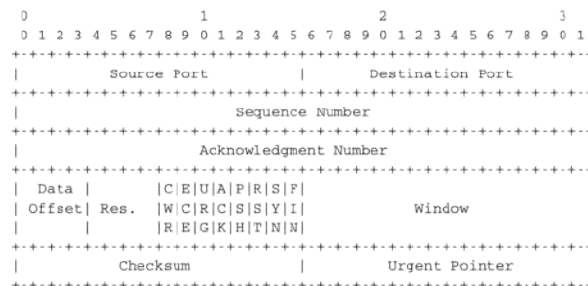 0                   1                   2                   3
0 1 2 3 4 5 6 7 8 9 0 1 2 3 4 5 6 7 8 9 0 1 2 3 4 5 6 7 8 9 0 1
+-+-+-+-+-+-+-+-+-+-+-+-+-+-+-+-+-+-+-+-+-+-+-+-+-+-+-+-+-+-+-+
| Source Port | Destination Port
+-+-+-+-+-+-+-+-+-+-+-+-+-+-+-+-+-+-+-+-+-+-+-+-+-+-+-+-+-+-+-+
| Sequence Number
+-+-+-+-+-+-+-+-+-+-+-+-+-+-+-+-+-+-+-+-+-+-+-+-+-+-+-+-+-+-+-+
| Acknowledgment Number
+-+-+-+-+-+-+-+-+-+-+-+-+-+-+-+-+-+-+-+-+-+-+-+-+-+-+-+-+-+-+-+
| Data | |C|E|U|A|P|R|S|F|
| Offset| Res. |W|C|R|C|S|S|Y|I| Window
| | |R|E|G|K|H|T|N|N|
+-+-+-+-+-+-+-+-+-+-+-+-+-+-+-+-+-+-+-+-+-+-+-+-+-+-+-+-+-+-+-+
| Checksum | Urgent Pointer
+-+-+-+-+-+-+-+-+-+-+-+-+-+-+-+-+-+-+-+-+-+-+-+-+-+-+-+-+-+-+-+